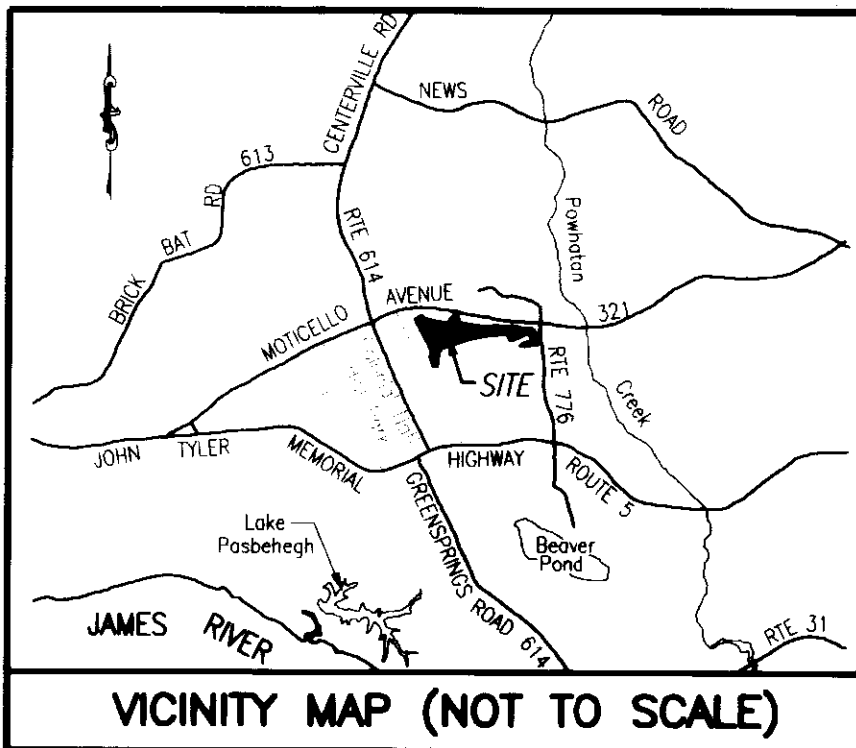 CENTERVILLE RD
NEWS ROAD
613
BRICK BAT RD
RTE 614
Powhatan Creek
MOTICELLO AVENUE
321
SITE
RTE 776
JOHN TYLER MEMORIAL HIGHWAY ROUTE 5
GREENSPRINGS ROAD 614
Lake
Pasbehegh
Beaver
Pond
JAMES RIVER
RTE 31
VICINITY MAP (NOT TO SCALE)